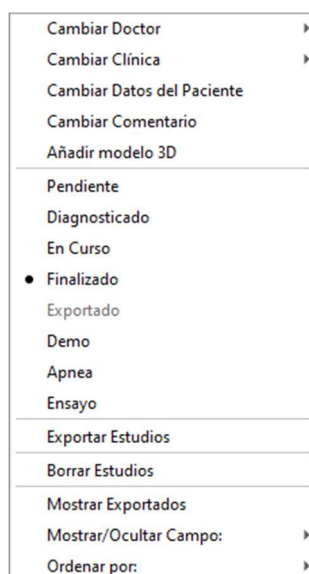 Cambiar Doctor
Cambiar Clínica
Cambiar Datos del Paciente
Cambiar Comentario
Añadir modelo 3D
Pendiente
Diagnosticado
En Curso
Finalizado
Exportado
Demo
Apnea
Ensayo
Exportar Estudios
Borrar Estudios
Mostrar Exportados
Mostrar/Ocultar Campo:
Ordenar por: